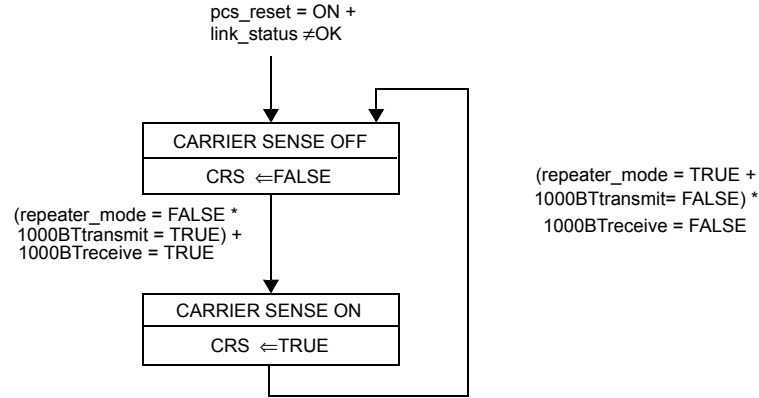 pcs_reset = ON +
link_status ≠OK
CARRIER SENSE OFF
CRS ⇐FALSE
(repeater_mode = FALSE *
1000BTtransmit = TRUE) +
1000BTreceive = TRUE
(repeater_mode = TRUE +
1000BTtransmit= FALSE) *
1000BTreceive = FALSE
CARRIER SENSE ON
CRS ⇐TRUE